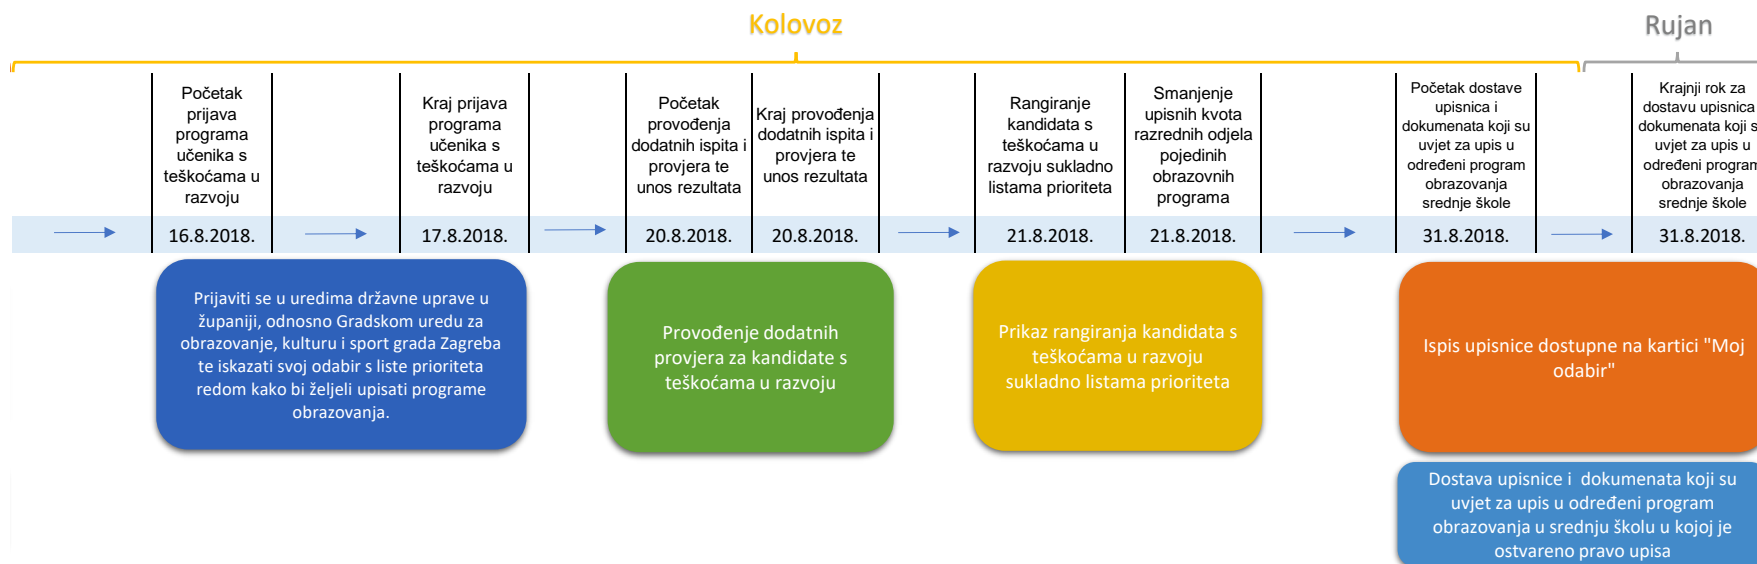 Kolovoz
Rujan
Početak
prijava
programa
učenika s
teškoćama u
razvoju
Kraj prijava
programa
učenika s
teškoćama u
razvoju
Početak
provođenja
dodatnih ispita i
provjera te
unos rezultata
Kraj provođenja
dodatnih ispita i
provjera te
unos rezultata
Rangiranje
kandidata s
teškoćama u
razvoju sukladno
listama prioriteta
Smanjenje
upisnih kvota
razrednih odjela
pojedinih
obrazovnih
programa
Početak dostave
upisnica i
dokumenata koji su
uvjet za upis u
određeni program
obrazovanja
srednje škole
Krajnji rok za
dostavu upisnica
dokumenata koji s
uvjet za upis u
određeni program
obrazovanja
srednje škole
16.8.2018.
17.8.2018.
20.8.2018.
20.8.2018.
21.8.2018.
21.8.2018.
31.8.2018.
31.8.2018.
Prijaviti se u uredima državne uprave u
županiji, odnosno Gradskom uredu za
obrazovanje, kulturu i sport grada Zagreba
te iskazati svoj odabir s liste prioriteta
redom kako bi željeli upisati programe
obrazovanja.
Provođenje dodatnih
provjera za kandidate s
teškoćama u razvoju
Prikaz rangiranja kandidata s
teškoćama u razvoju
sukladno listama prioriteta
Ispis upisnice dostupne na kartici "Moj
odabir"
Dostava upisnice i dokumenata koji su
uvjet za upis u određeni program
obrazovanja u srednju školu u kojoj je
ostvareno pravo upisa